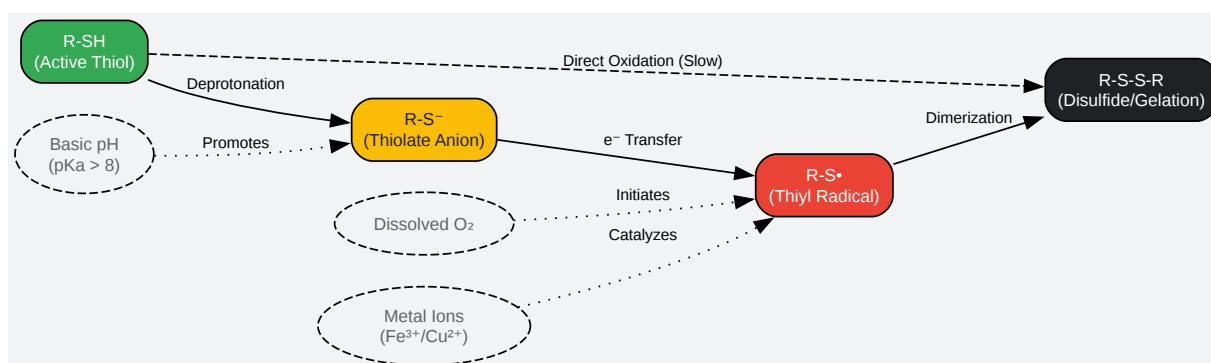 R-SH
(Active Thiol)
Direct Oxidation (Slow)
R-S-S-R
(Disulfide/Gelation)
Deprotonation
R-S⁻
(Thiolate Anion)
Dimerization
Basic pH
(pKa > 8)
Promotes
e⁻ Transfer
R-S•
(Thiyl Radical)
Initiates
Dissolved O₂
Catalyzes
Metal Ions
(Fe³⁺/Cu²⁺)